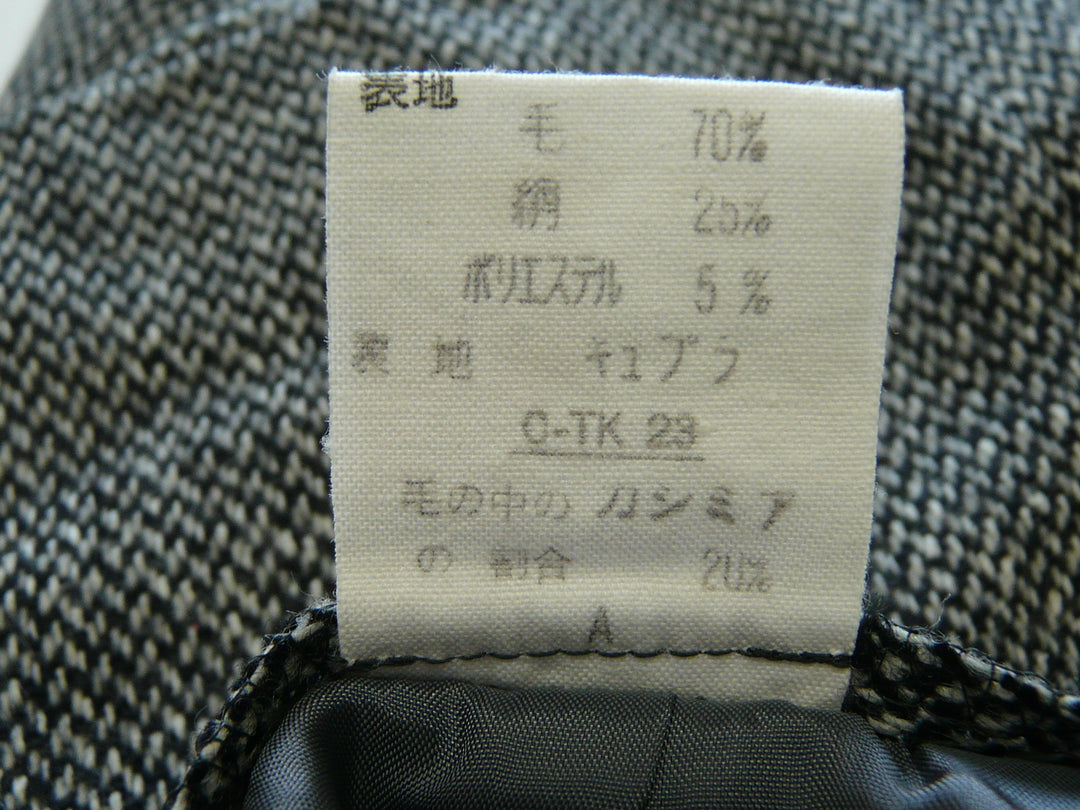 表地
毛 70%
絹 25%
ポリエステル 5%
裏地 キュプラ
C-TK 23
毛の中のカシミア
の割合 20%
A